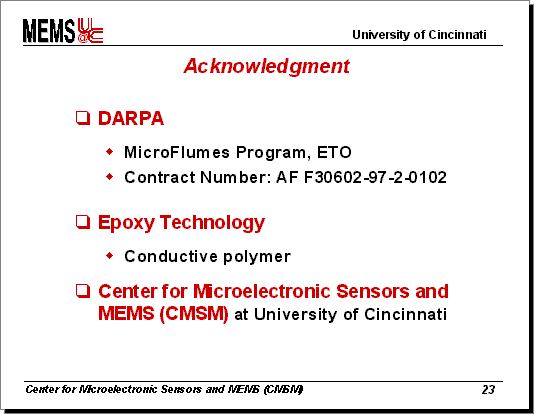 MEMS UC@
University of Cincinnati
Acknowledgment
❑ DARPA
◆ MicroFlumes Program, ETO
◆ Contract Number: AF F30602-97-2-0102
❑ Epoxy Technology
◆ Conductive polymer
❑ Center for Microelectronic Sensors and
MEMS (CMSM) at University of Cincinnati
Center for Microelectronic Sensors and MEMS (CMSM)
23